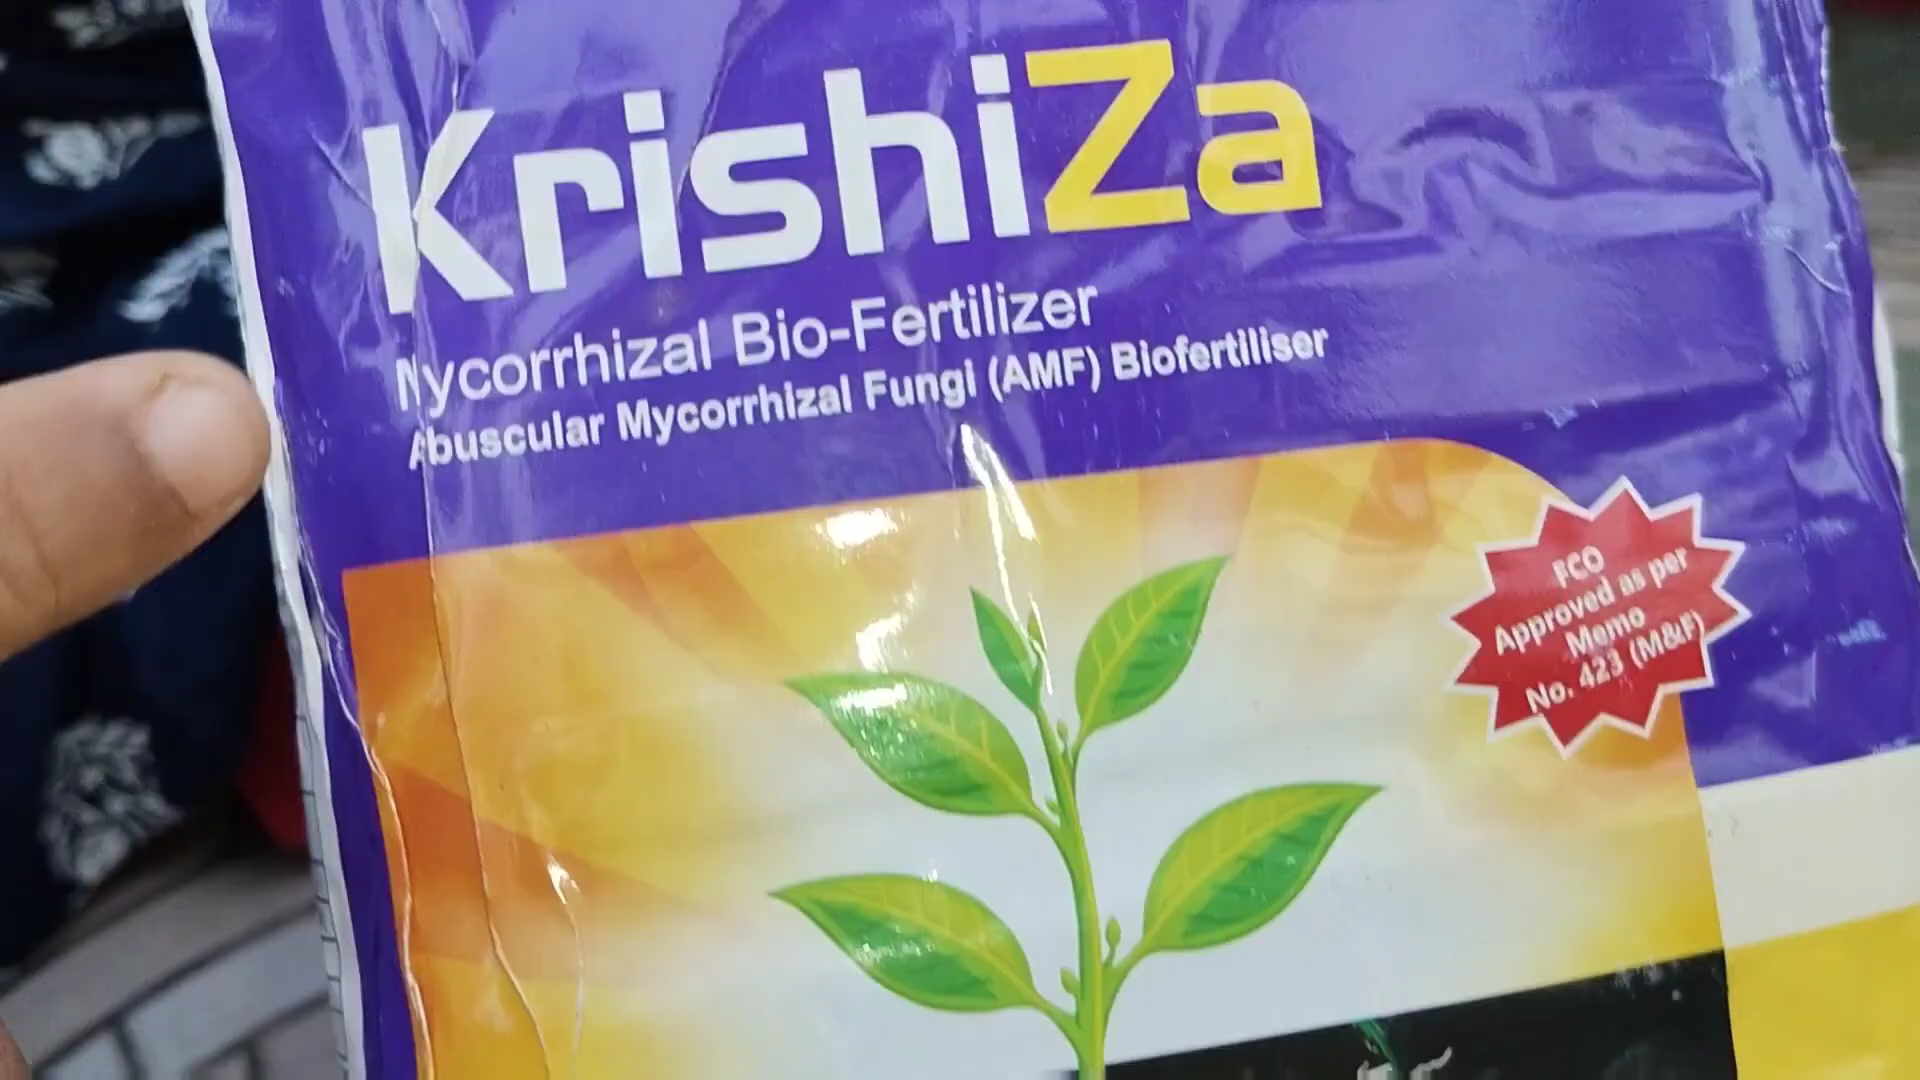 KrishiZa
Mycorrhizal Bio-Fertilizer
Abuscular Mycorrhizal Fungi (AMF) Biofertiliser
FCO
Approved as per
Memo
No. 423 (M&F)